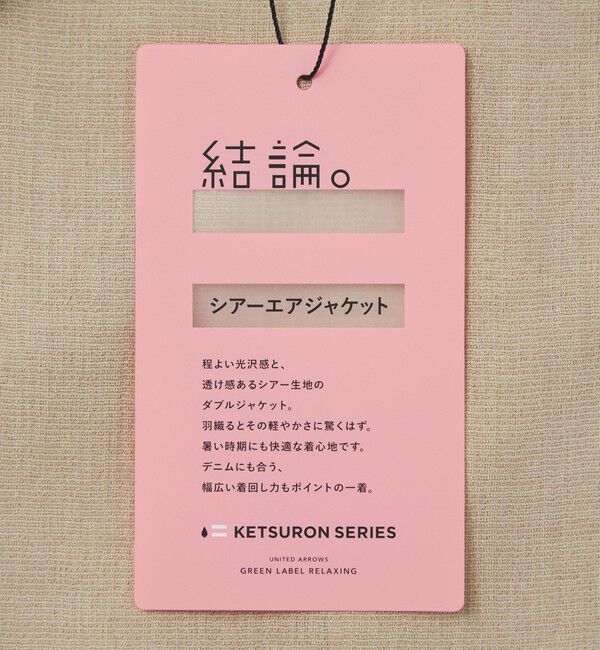 結論。
シアーエアジャケット
程よい光沢感と、
透け感あるシアー生地の
ダブルジャケット。
羽織るとその軽やかさに驚くはず。
暑い時期にも快適な着心地です。
デニムにも合う、
幅広い着回し力もポイントの一着。
KETSURON SERIES
UNITED ARROWS
GREEN LABEL RELAXING